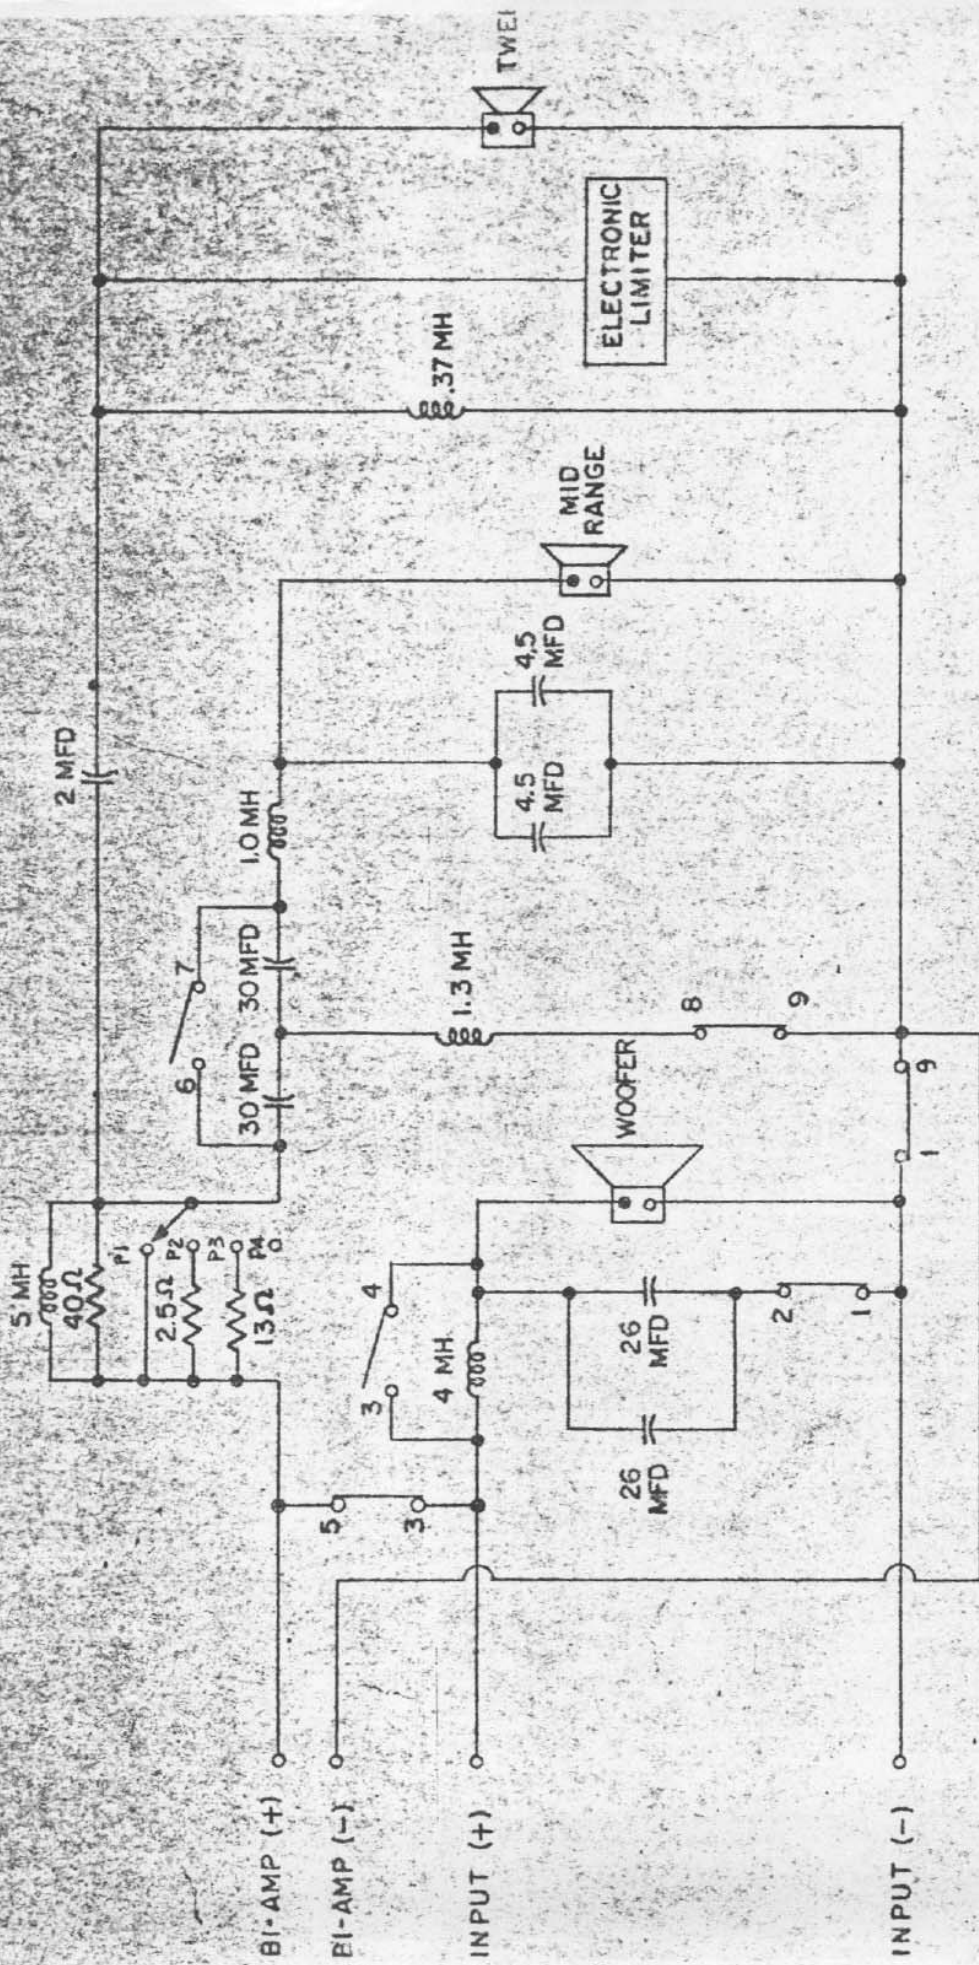 5 MH
40Ω
P1
P2
2.5Ω
P3
13Ω
P4
2 MFD
6
7
30 MFD
30 MFD
1.0 MH
1.3 MH
8
9
4.5
MFD
4.5
MFD
MID
RANGE
.37 MH
ELECTRONIC
LIMITER
BI-AMP (+)
BI-AMP (-)
INPUT (+)
INPUT (-)
5
3
3
4
4 MH
26
MFD
26
MFD
2
1
WOOFER
1
9